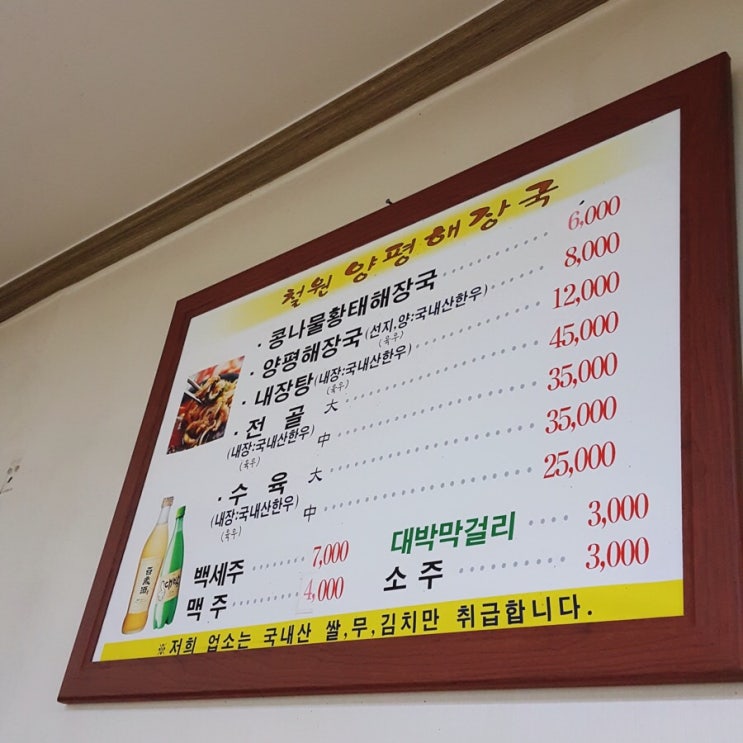 철원 양평해장국
· 콩나물황태해장국 6,000
· 양평해장국 (선지,양:국내산한우) 8,000
(육우)
· 내장탕 (내장:국내산한우) 12,000
(육우)
· 전 골 大 45,000
(내장:국내산한우) 中 35,000
(육우)
· 수 육 大 35,000
(내장:국내산한우) 中 25,000
(육우)
백세주 7,000
맥 주 4,000
대박막걸리 3,000
소 주 3,000
※저희 업소는 국내산 쌀,무,김치만 취급합니다.
百歲酒